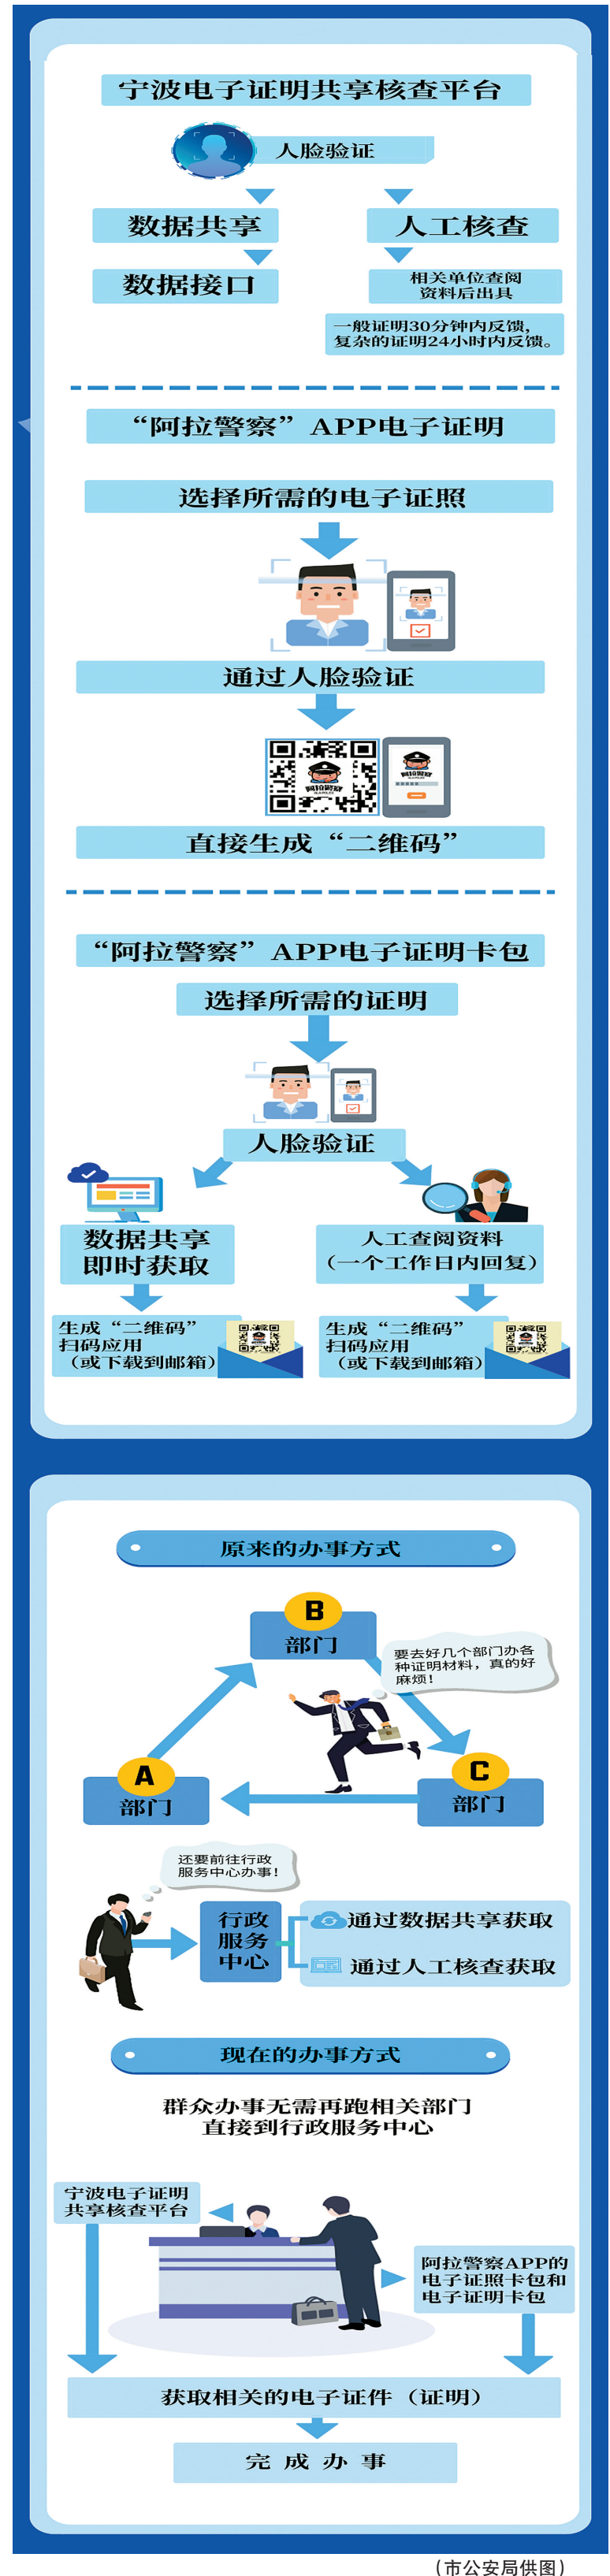 宁波电子证明共享核查平台
人脸验证
数据共享
人工核查
数据接口
相关单位查阅
资料后出具
一般证明30分钟内反馈，
复杂的证明24小时内反馈。
“阿拉警察”APP电子证明
选择所需的电子证照
通过人脸验证
阿拉警察
阿拉警察
直接生成“二维码”
“阿拉警察”APP电子证明卡包
选择所需的证明
人脸验证
数据共享
即时获取
人工查阅资料
（一个工作日内回复）
生成“二维码”
扫码应用
（或下载到邮箱）
生成“二维码”
扫码应用
（或下载到邮箱）
原来的办事方式
B
部门
要去好几个部门办各
种证明材料，真的好
麻烦！
A
部门
C
部门
还要前往行政
服务中心办事！
行政
服务
中心
通过数据共享获取
通过人工核查获取
现在的办事方式
群众办事无需再跑相关部门
直接到行政服务中心
宁波电子证明
共享核查平台
阿拉警察APP的
电子证照卡包和
电子证明卡包
获取相关的电子证件（证明）
完成办事
（市公安局供图）